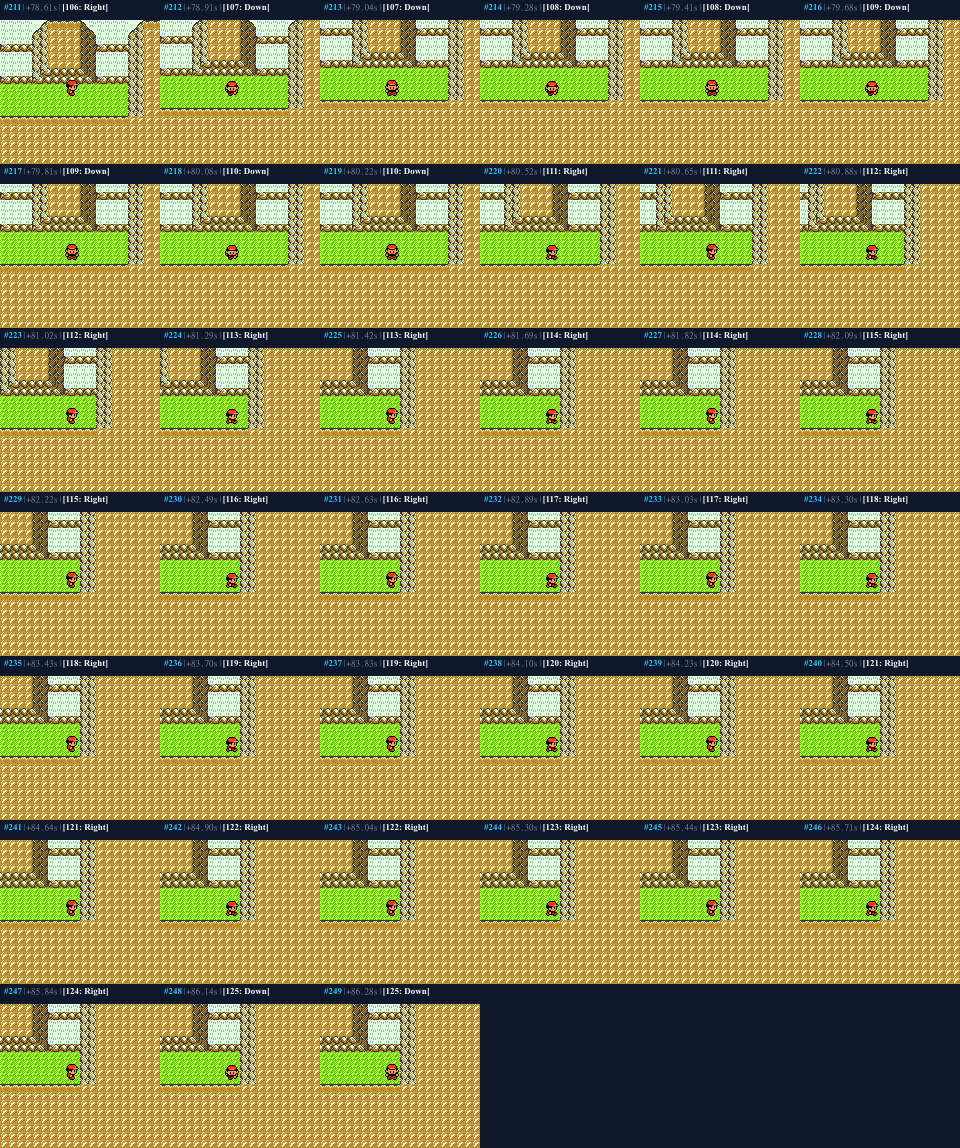 #211 | +78.61s | [106: Right]
#212 | +78.91s | [107: Down]
#213 | +79.04s | [107: Down]
#214 | +79.28s | [108: Down]
#215 | +79.41s | [108: Down]
#216 | +79.68s | [109: Down]
#217 | +79.81s | [109: Down]
#218 | +80.08s | [110: Down]
#219 | +80.22s | [110: Down]
#220 | +80.52s | [111: Right]
#221 | +80.65s | [111: Right]
#222 | +80.88s | [112: Right]
#223 | +81.02s | [112: Right]
#224 | +81.29s | [113: Right]
#225 | +81.42s | [113: Right]
#226 | +81.69s | [114: Right]
#227 | +81.82s | [114: Right]
#228 | +82.09s | [115: Right]
#229 | +82.22s | [115: Right]
#230 | +82.49s | [116: Right]
#231 | +82.63s | [116: Right]
#232 | +82.89s | [117: Right]
#233 | +83.03s | [117: Right]
#234 | +83.30s | [118: Right]
#235 | +83.43s | [118: Right]
#236 | +83.70s | [119: Right]
#237 | +83.83s | [119: Right]
#238 | +84.10s | [120: Right]
#239 | +84.23s | [120: Right]
#240 | +84.50s | [121: Right]
#241 | +84.64s | [121: Right]
#242 | +84.90s | [122: Right]
#243 | +85.04s | [122: Right]
#244 | +85.30s | [123: Right]
#245 | +85.44s | [123: Right]
#246 | +85.71s | [124: Right]
#247 | +85.84s | [124: Right]
#248 | +86.14s | [125: Down]
#249 | +86.28s | [125: Down]